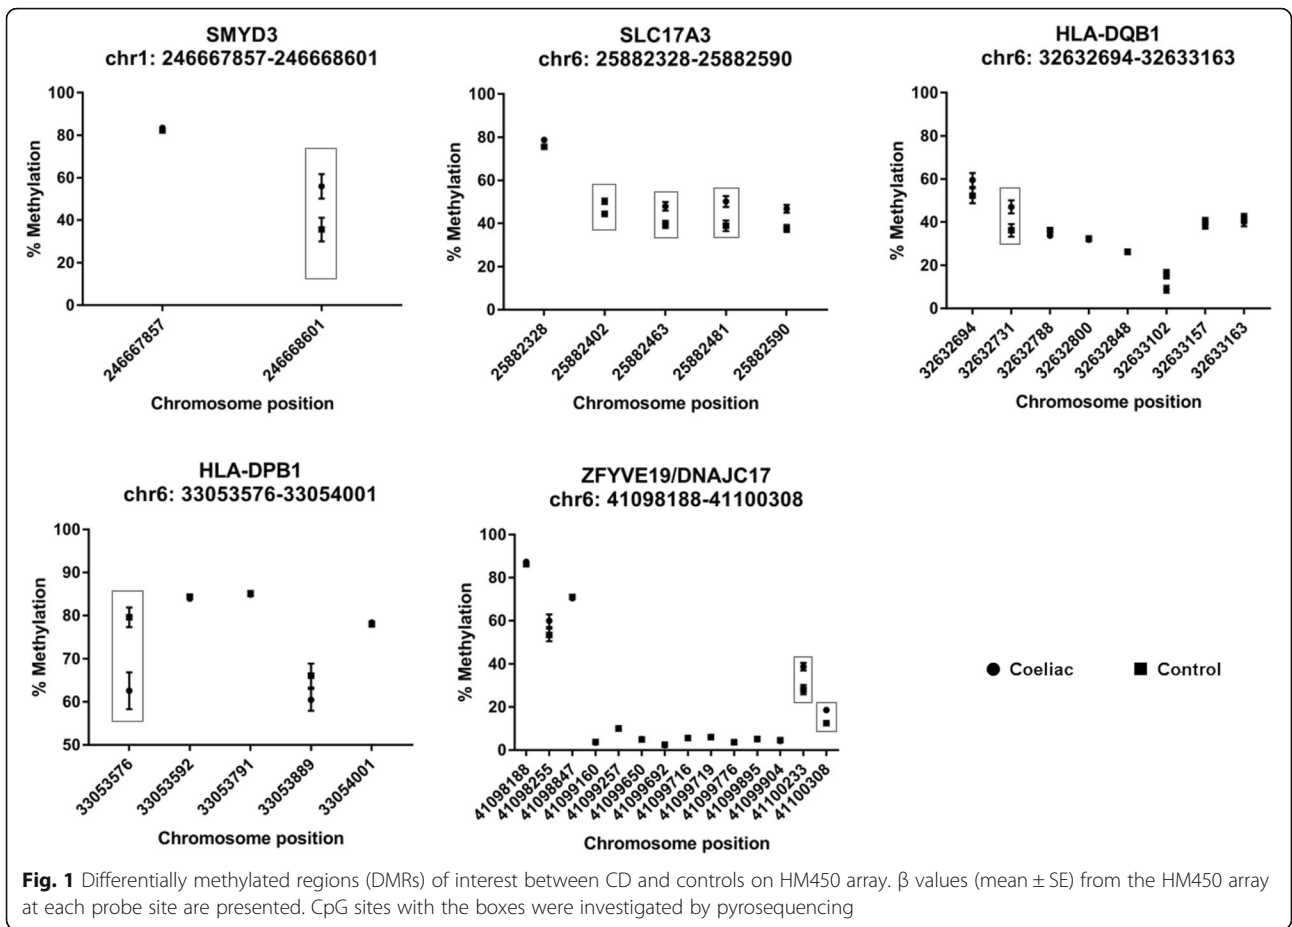 SMYD3
chr1: 246667857-246668601
% Methylation
100
80
60
40
20
0
246667857
246668601
Chromosome position
SLC17A3
chr6: 25882328-25882590
% Methylation
100
80
60
40
20
0
25882328
25882402
25882463
25882481
25882590
Chromosome position
HLA-DQB1
chr6: 32632694-32633163
% Methylation
100
80
60
40
20
0
32632694
32632731
32632788
32632800
32632848
32633102
32633157
32633163
Chromosome position
HLA-DPB1
chr6: 33053576-33054001
% Methylation
100
90
80
70
60
50
33053576
33053592
33053791
33053889
33054001
Chromosome position
ZFYVE19/DNAJC17
chr6: 41098188-41100308
% Methylation
100
80
60
40
20
0
41098188
41098255
41098847
41099160
41099257
41099650
41099692
41099716
41099719
41099776
41099895
41099904
41100233
41100308
Chromosome position
Coeliac
Control
Fig. 1 Differentially methylated regions (DMRs) of interest between CD and controls on HM450 array. β values (mean ± SE) from the HM450 array
at each probe site are presented. CpG sites with the boxes were investigated by pyrosequencing